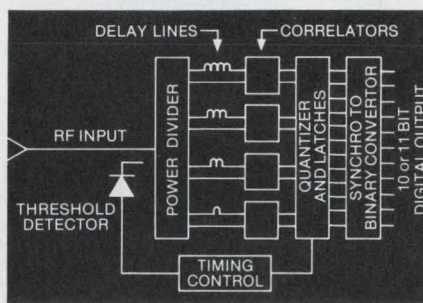 DELAY LINES
CORRELATORS
RF INPUT
POWER DIVIDER
QUANTIZER
AND LATCHES
SYNCHRO TO
BINARY CONVERTOR
10 or 11 BIT
DIGITAL OUTPUT
THRESHOLD
DETECTOR
TIMING
CONTROL